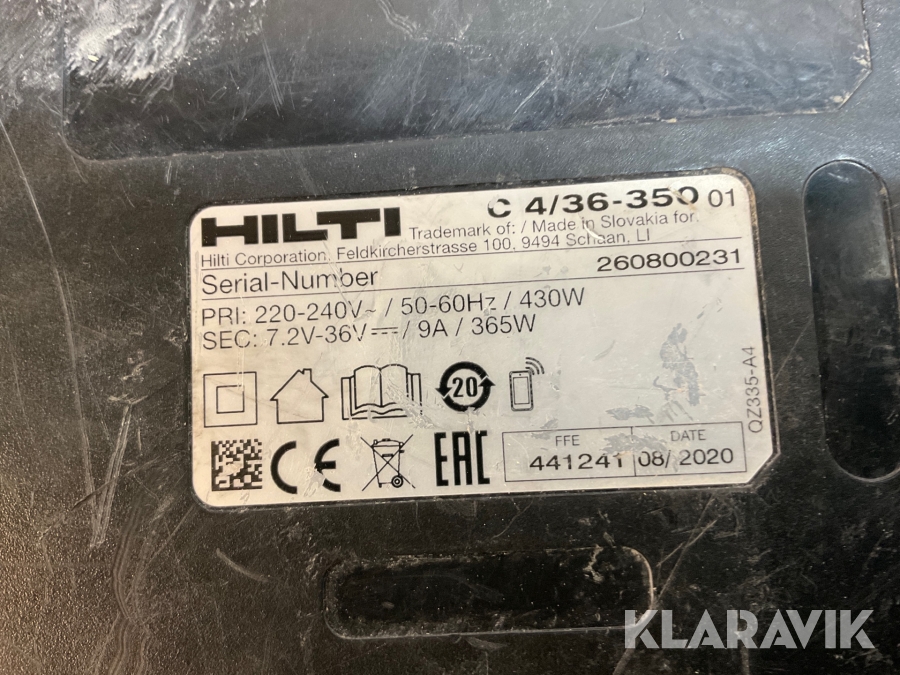 HILTI C 4/36-350 01
Trademark of: / Made in Slovakia for
Hilti Corporation, Feldkircherstrasse 100, 9494 Schaan, LI
Serial-Number 260800231
PRI: 220-240V~ / 50-60Hz / 430W
SEC: 7.2V-36V⎓ / 9A / 365W
20
QZ335-A4
CE EAC
FFE DATE
441241 08/ 2020
KLARAVIK